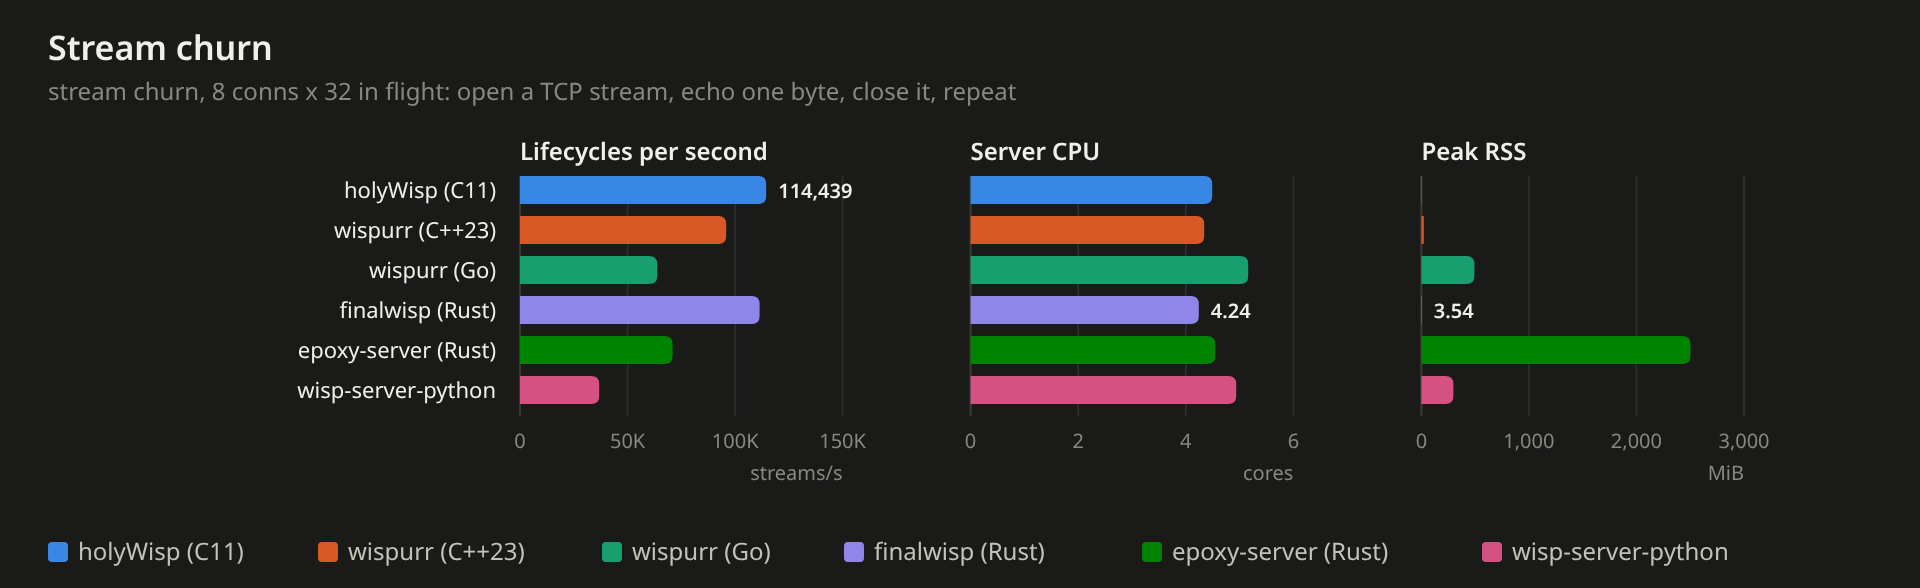 Stream churn
stream churn, 8 conns x 32 in flight: open a TCP stream, echo one byte, close it, repeat
Lifecycles per second
Server CPU
Peak RSS
holyWisp (C11)
114,439
wispurr (C++23)
wispurr (Go)
finalwisp (Rust)
4.24
3.54
epoxy-server (Rust)
wisp-server-python
0 50K 100K 150K
0 2 4 6
0 1,000 2,000 3,000
streams/s
cores
MiB
holyWisp (C11) wispurr (C++23) wispurr (Go) finalwisp (Rust) epoxy-server (Rust) wisp-server-python